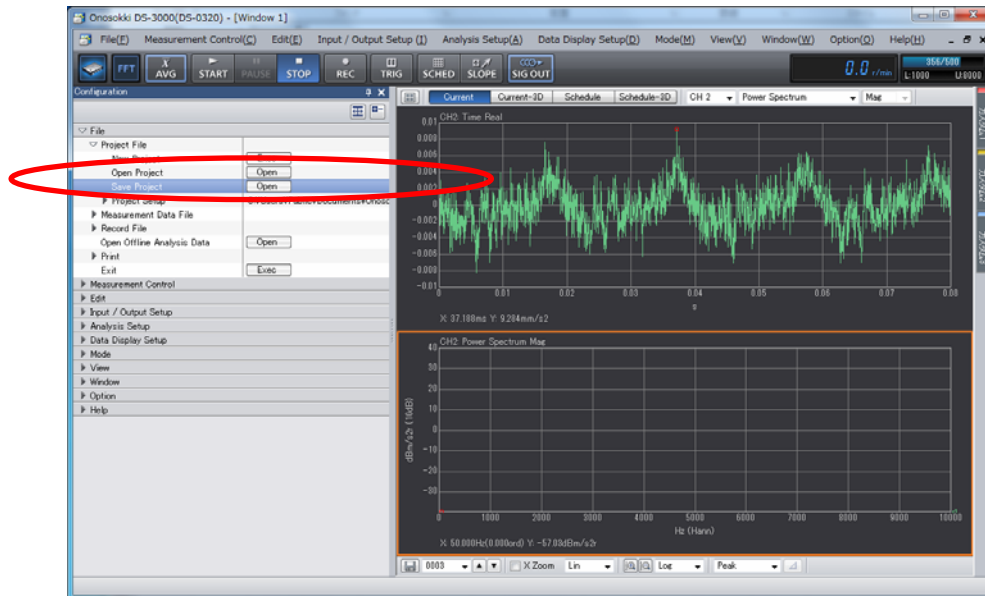 Onosokki DS-3000(DS-0320) - [Window 1]
File(F) Measurement Control(C) Edit(E) Input / Output Setup (I) Analysis Setup(A) Data Display Setup(D) Mode(M) View(V) Window(W) Option(O) Help(H)
FFT X AVG START PAUSE STOP REC TRIG SCHED SLOPE SIG OUT 0.0 r/min 356/500
L:1000 U:8000
Configuration
Current Current-3D Schedule Schedule-3D CH 2 Power Spectrum Mag
File
Project File
Open
Open Project Open
Save Project Open
Project Setup
Measurement Data File
Record File
Open Offline Analysis Data Open
Print
Exit Exec
Measurement Control
Edit
Input / Output Setup
Analysis Setup
Data Display Setup
Mode
View
Window
Option
Help
CH2: Time Real
0.01
0.008
0.006
0.004
0.002
0
-0.002
-0.004
-0.006
-0.008
-0.01
0 0.01 0.02 0.03 0.04 0.05 0.06 0.07 0.08
s
X: 37.188ms Y: 9.284mm/s2
CH2: Power Spectrum Mag
40
30
20
10
0
-10
-20
-30
dBm/s2r (16dB)
0 1000 2000 3000 4000 5000 6000 7000 8000 9000 10000
Hz (Hann)
X: 50.000Hz(0.000ord) Y: -57.03dBm/s2r
0003 X Zoom Lin Log Peak